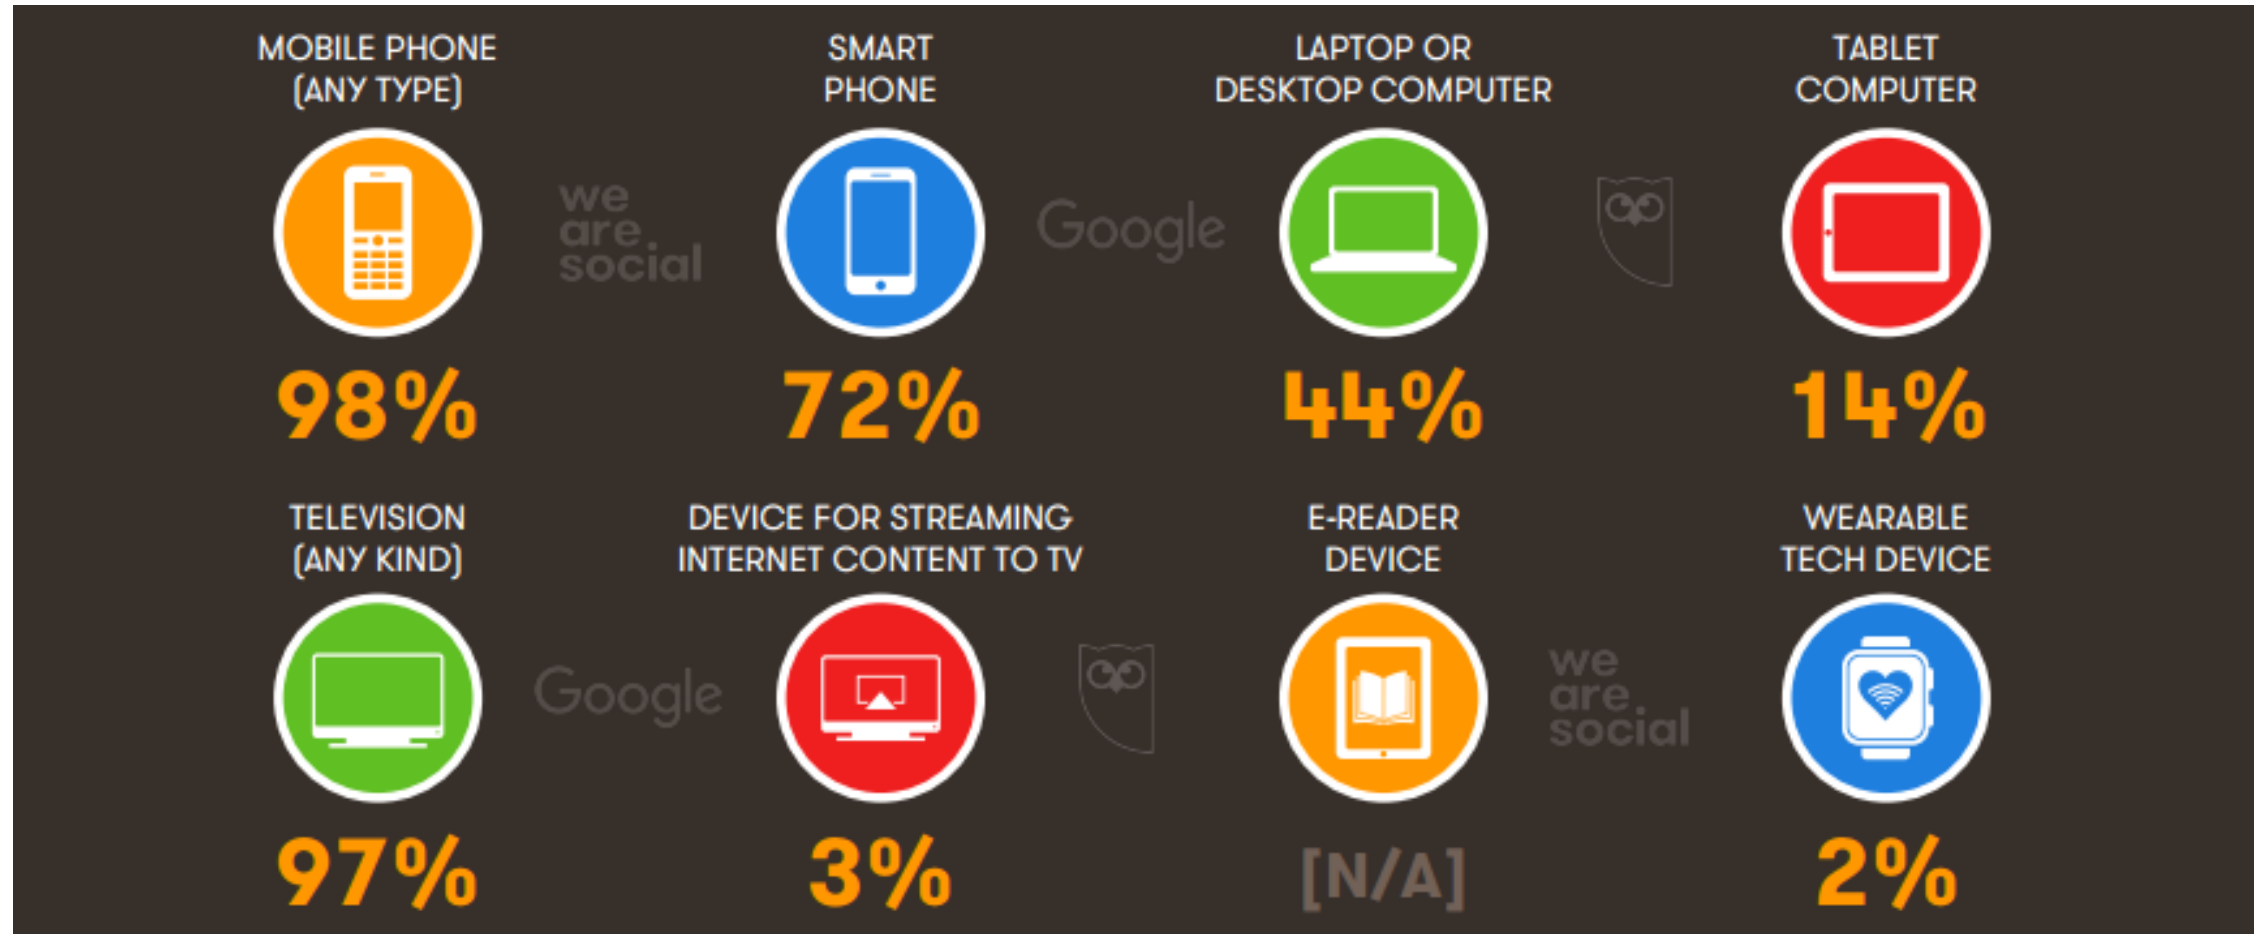 MOBILE PHONE
(ANY TYPE)
SMART
PHONE
LAPTOP OR
DESKTOP COMPUTER
TABLET
COMPUTER
we
are
social
Google
98%
72%
44%
14%
TELEVISION
(ANY KIND)
DEVICE FOR STREAMING
INTERNET CONTENT TO TV
E-READER
DEVICE
WEARABLE
TECH DEVICE
Google
we
are
social
97%
3%
[N/A]
2%